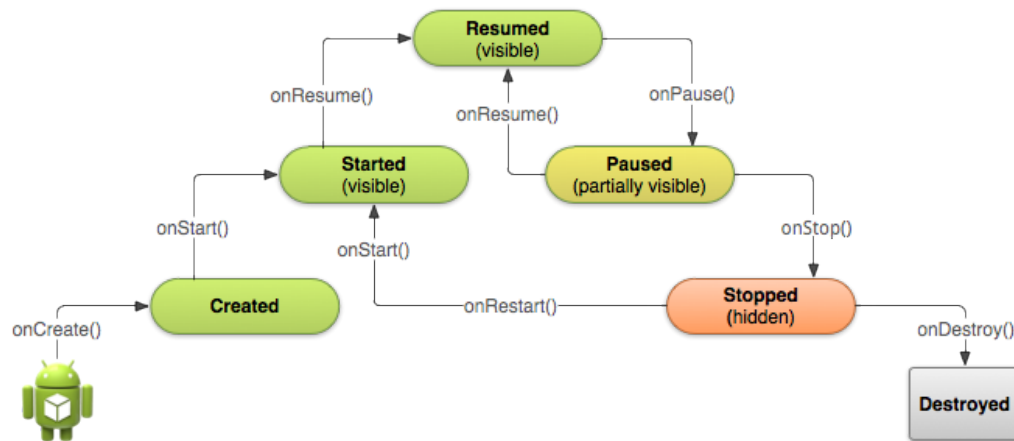 Resumed
(visible)
onResume()
onResume()
onPause()
Started
(visible)
Paused
(partially visible)
onStart()
onStart()
onStop()
Created
onRestart()
Stopped
(hidden)
onCreate()
onDestroy()
Destroyed